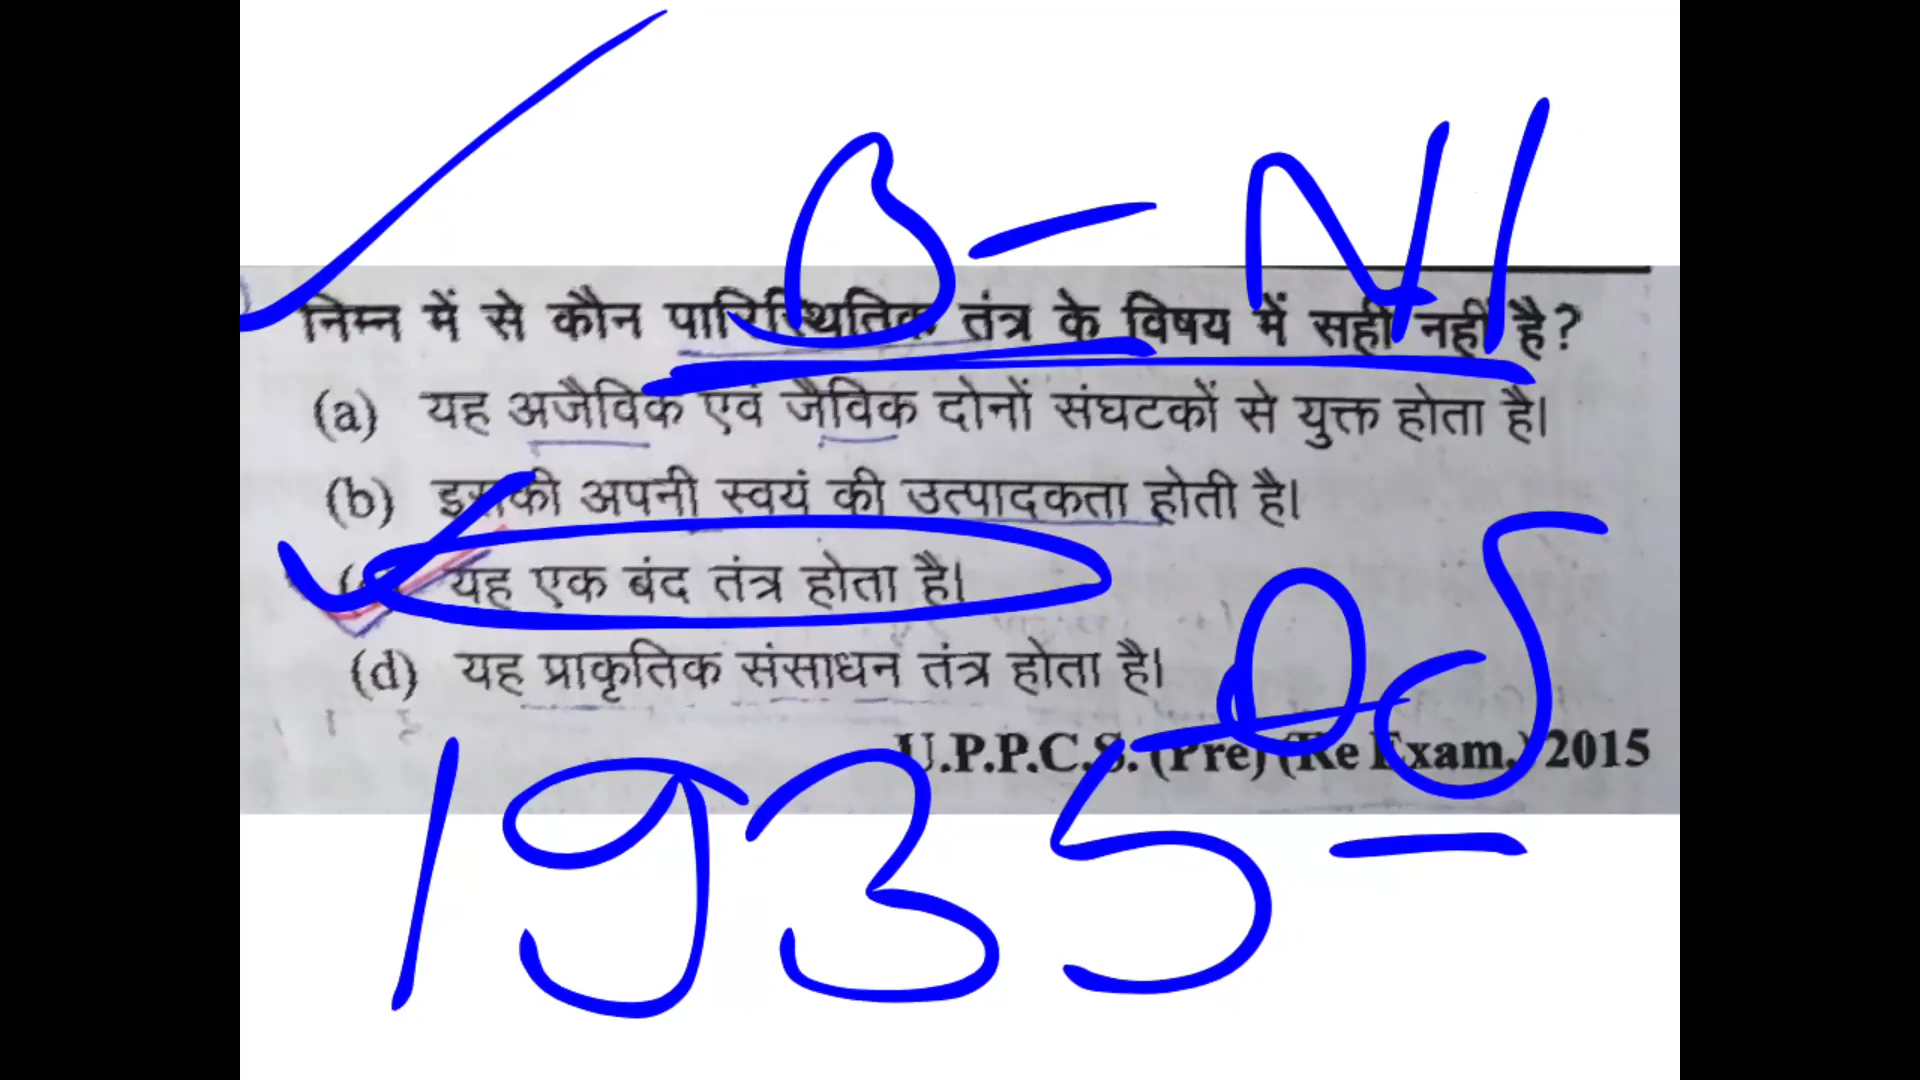 B - NI
निम्न में से कौन पारिस्थितिक तंत्र के विषय में सही नहीं है?
(a) यह अजैविक एवं जैविक दोनों संघटकों से युक्त होता है।
(b) इसकी अपनी स्वयं की उत्पादकता होती है।
यह एक बंद तंत्र होता है।
(d) यह प्राकृतिक संसाधन तंत्र होता है।
U.P.P.C.S. (Pre) (Re Exam.) 2015
1935 -